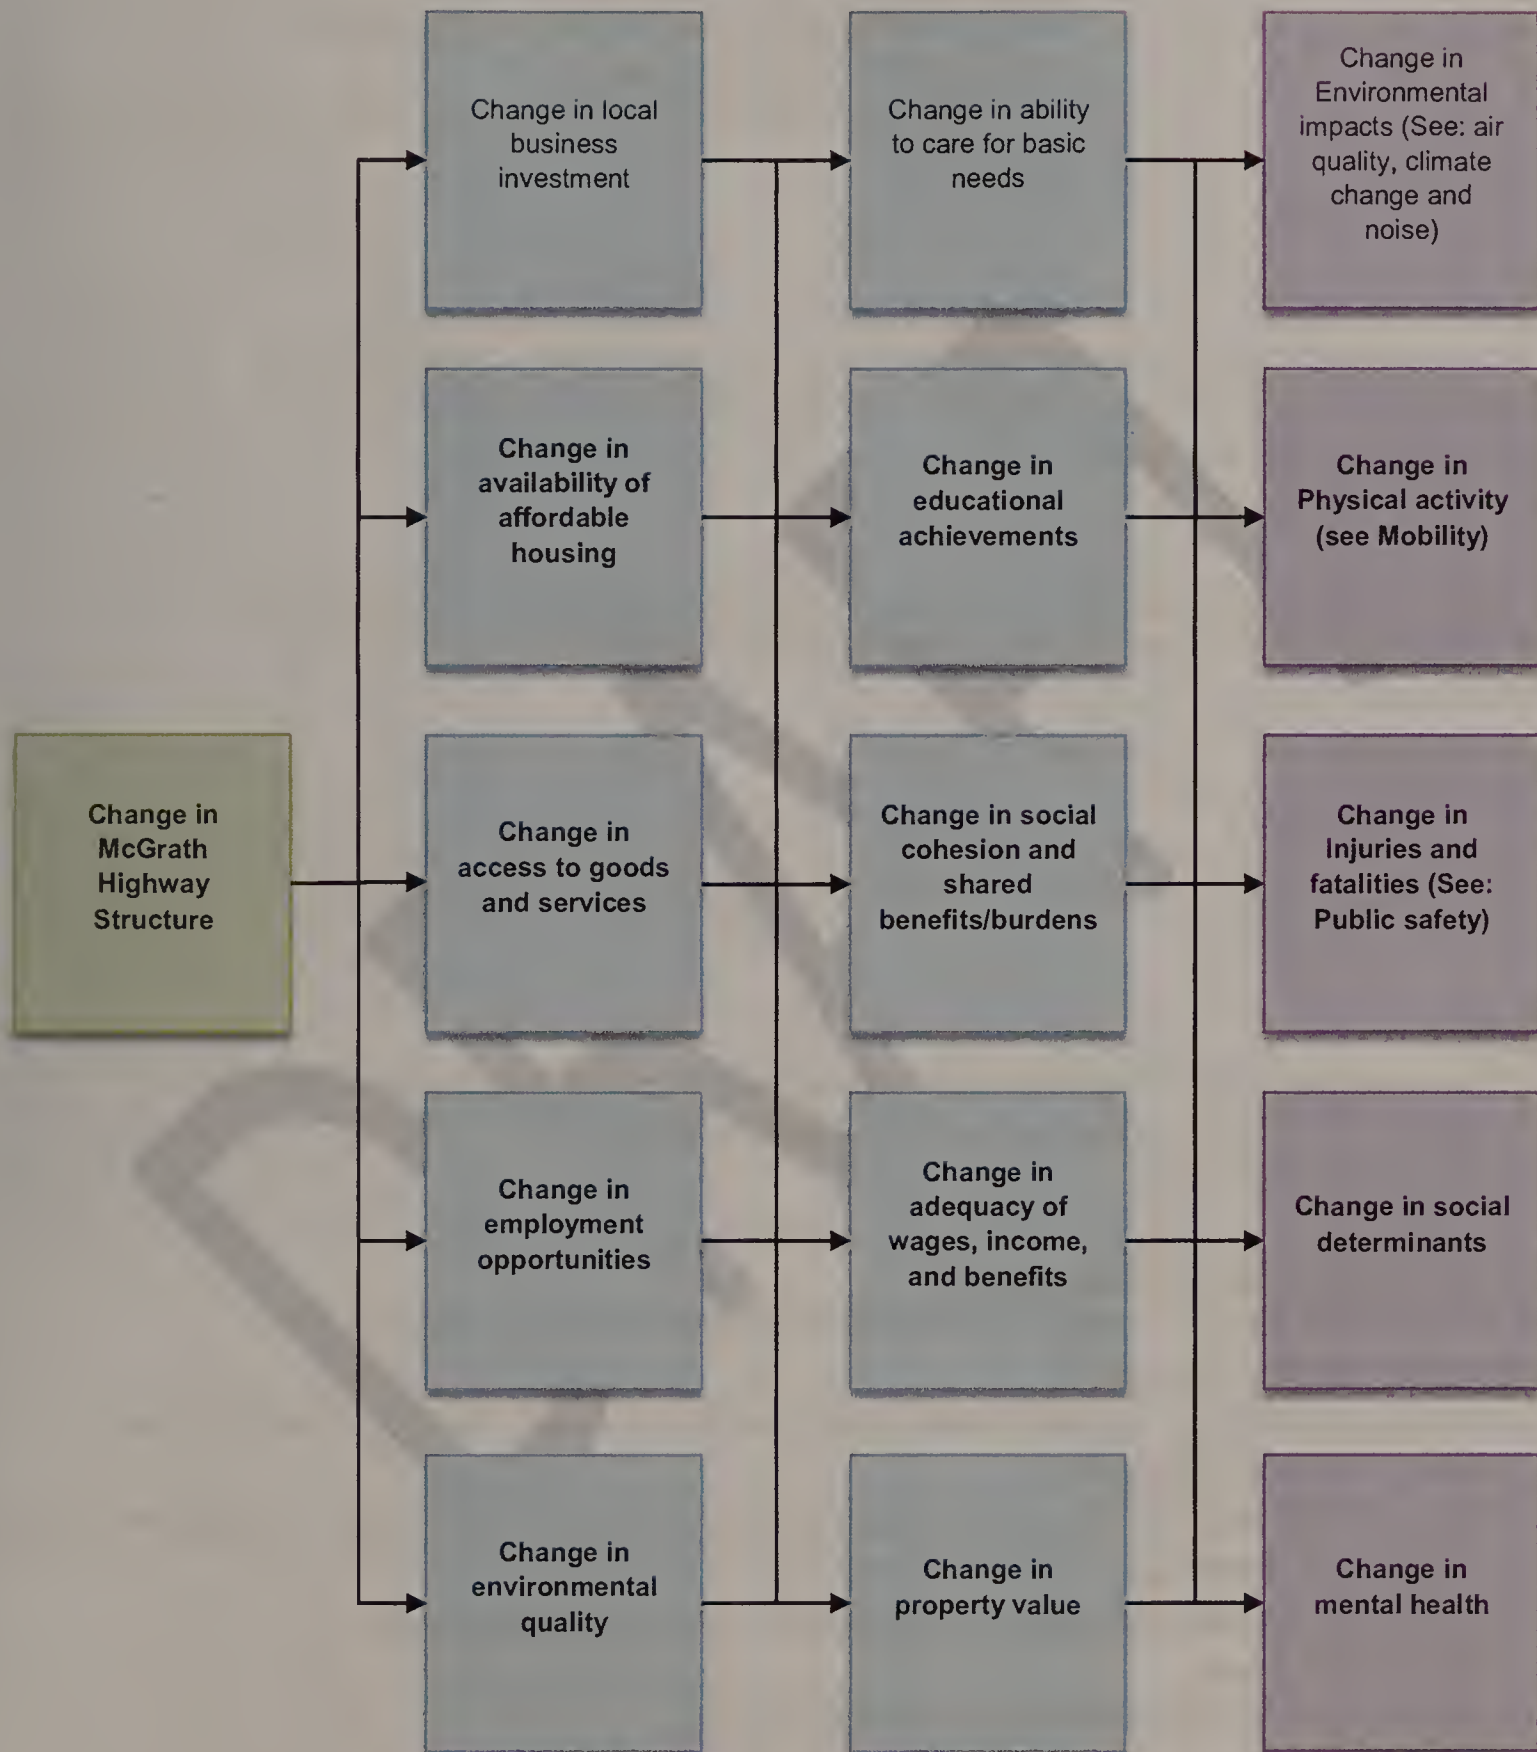 Change in local
business
investment
Change in ability
to care for basic
needs
Change in
Environmental
impacts (See: air
quality, climate
change and
noise)
Change in
availability of
affordable
housing
Change in
educational
achievements
Change in
Physical activity
(see Mobility)
Change in
McGrath
Highway
Structure
Change in
access to goods
and services
Change in social
cohesion and
shared
benefits/burdens
Change in
Injuries and
fatalities (See:
Public safety)
Change in
employment
opportunities
Change in
adequacy of
wages, income,
and benefits
Change in social
determinants
Change in
environmental
quality
Change in
property value
Change in
mental health
DRAFT